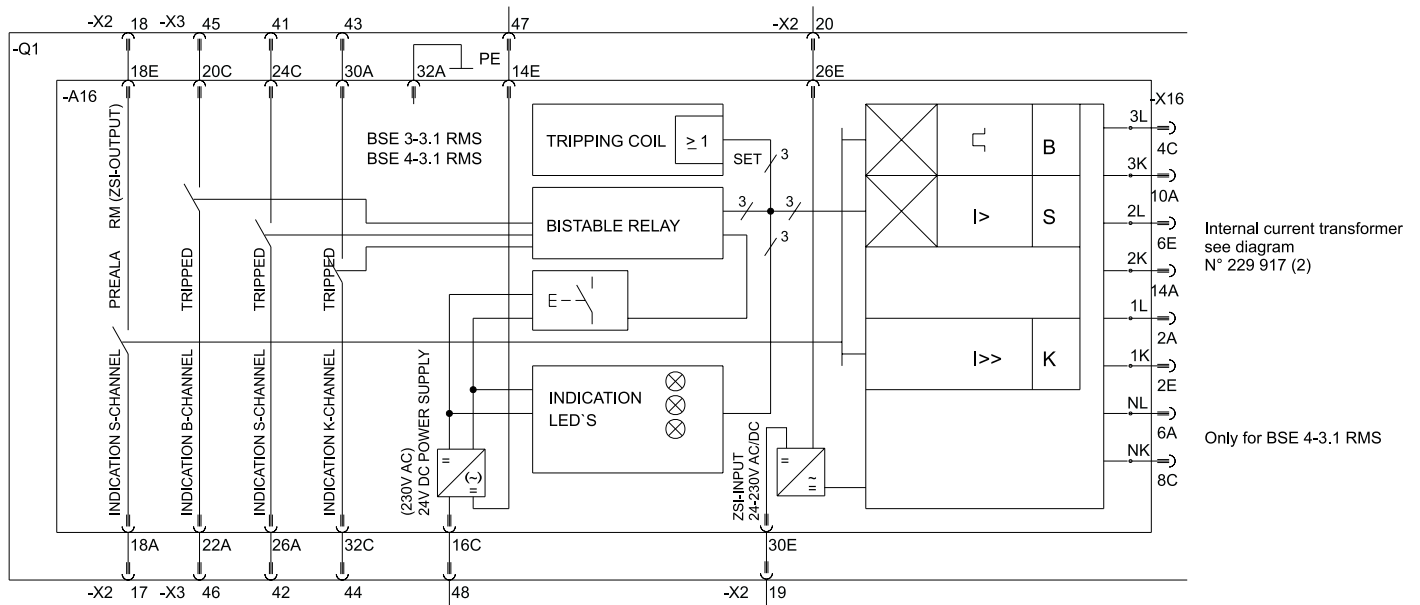 -X2 18 -X3 45 41 43 47 -X2 20
-Q1
PE
18E 20C 24C 30A 32A 14E 26E
-A16
-X16
BSE 3-3.1 RMS
BSE 4-3.1 RMS
TRIPPING COIL
≥ 1
SET
3
BISTABLE RELAY
3
3
3
E
INDICATION LED`S
B
I> S
I>> K
3L
4C
3K
10A
2L
6E
2K
14A
1L
2A
1K
2E
NL
6A
NK
8C
Internal current transformer
see diagram
N° 229 917 (2)
Only for BSE 4-3.1 RMS
INDICATION S-CHANNEL PREALA RM (ZSI-OUTPUT)
INDICATION B-CHANNEL TRIPPED
INDICATION S-CHANNEL TRIPPED
INDICATION K-CHANNEL TRIPPED
(230V AC)
24V DC POWER SUPPLY
= (~) =
ZSI-INPUT
24-230V AC/DC
= ~ =
18A 22A 26A 32C 16C 30E
-X2 17 -X3 46 42 44 48 -X2 19